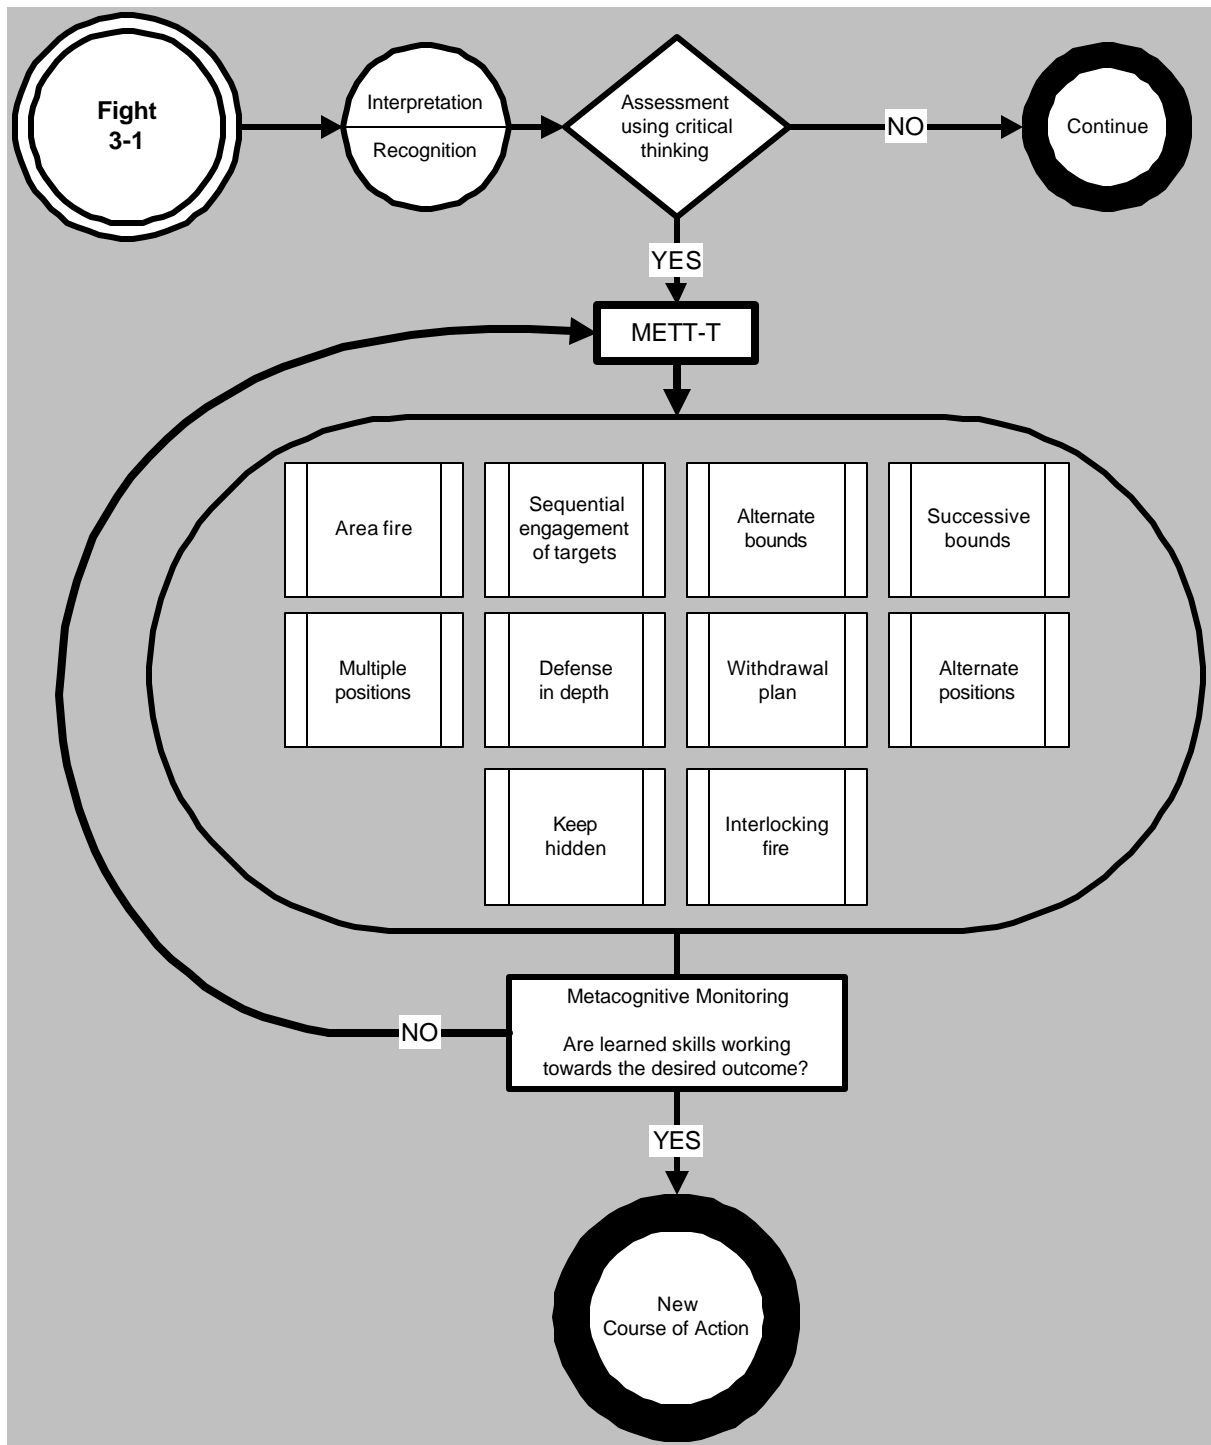 Fight
3-1
Interpretation
Recognition
Assessment
using critical
thinking
NO
Continue
YES
METT-T
Area fire
Sequential
engagement
of targets
Alternate
bounds
Successive
bounds
Multiple
positions
Defense
in depth
Withdrawal
plan
Alternate
positions
Keep
hidden
Interlocking
fire
Metacognitive Monitoring
Are learned skills working
towards the desired outcome?
NO
YES
New
Course of Action